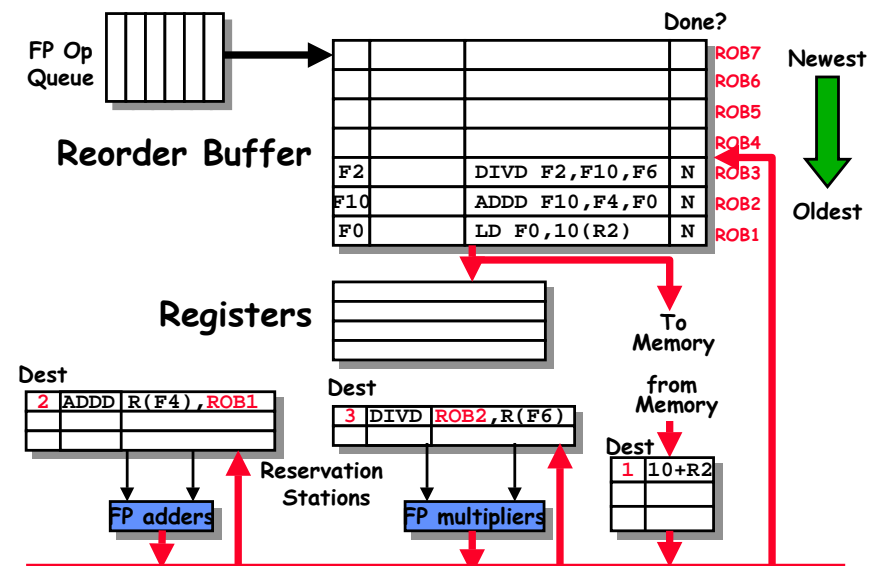 Done?
FP Op
Queue
ROB7
ROB6
ROB5
ROB4
Newest
Reorder Buffer
F2 DIVD F2,F10,F6 N ROB3
F10 ADDD F10,F4,F0 N ROB2
F0 LD F0,10(R2) N ROB1
Oldest
Registers
To
Memory
from
Memory
Dest
2 ADDD R(F4),ROB1
Dest
3 DIVD ROB2,R(F6)
Dest
1 10+R2
Reservation
Stations
FP adders
FP multipliers